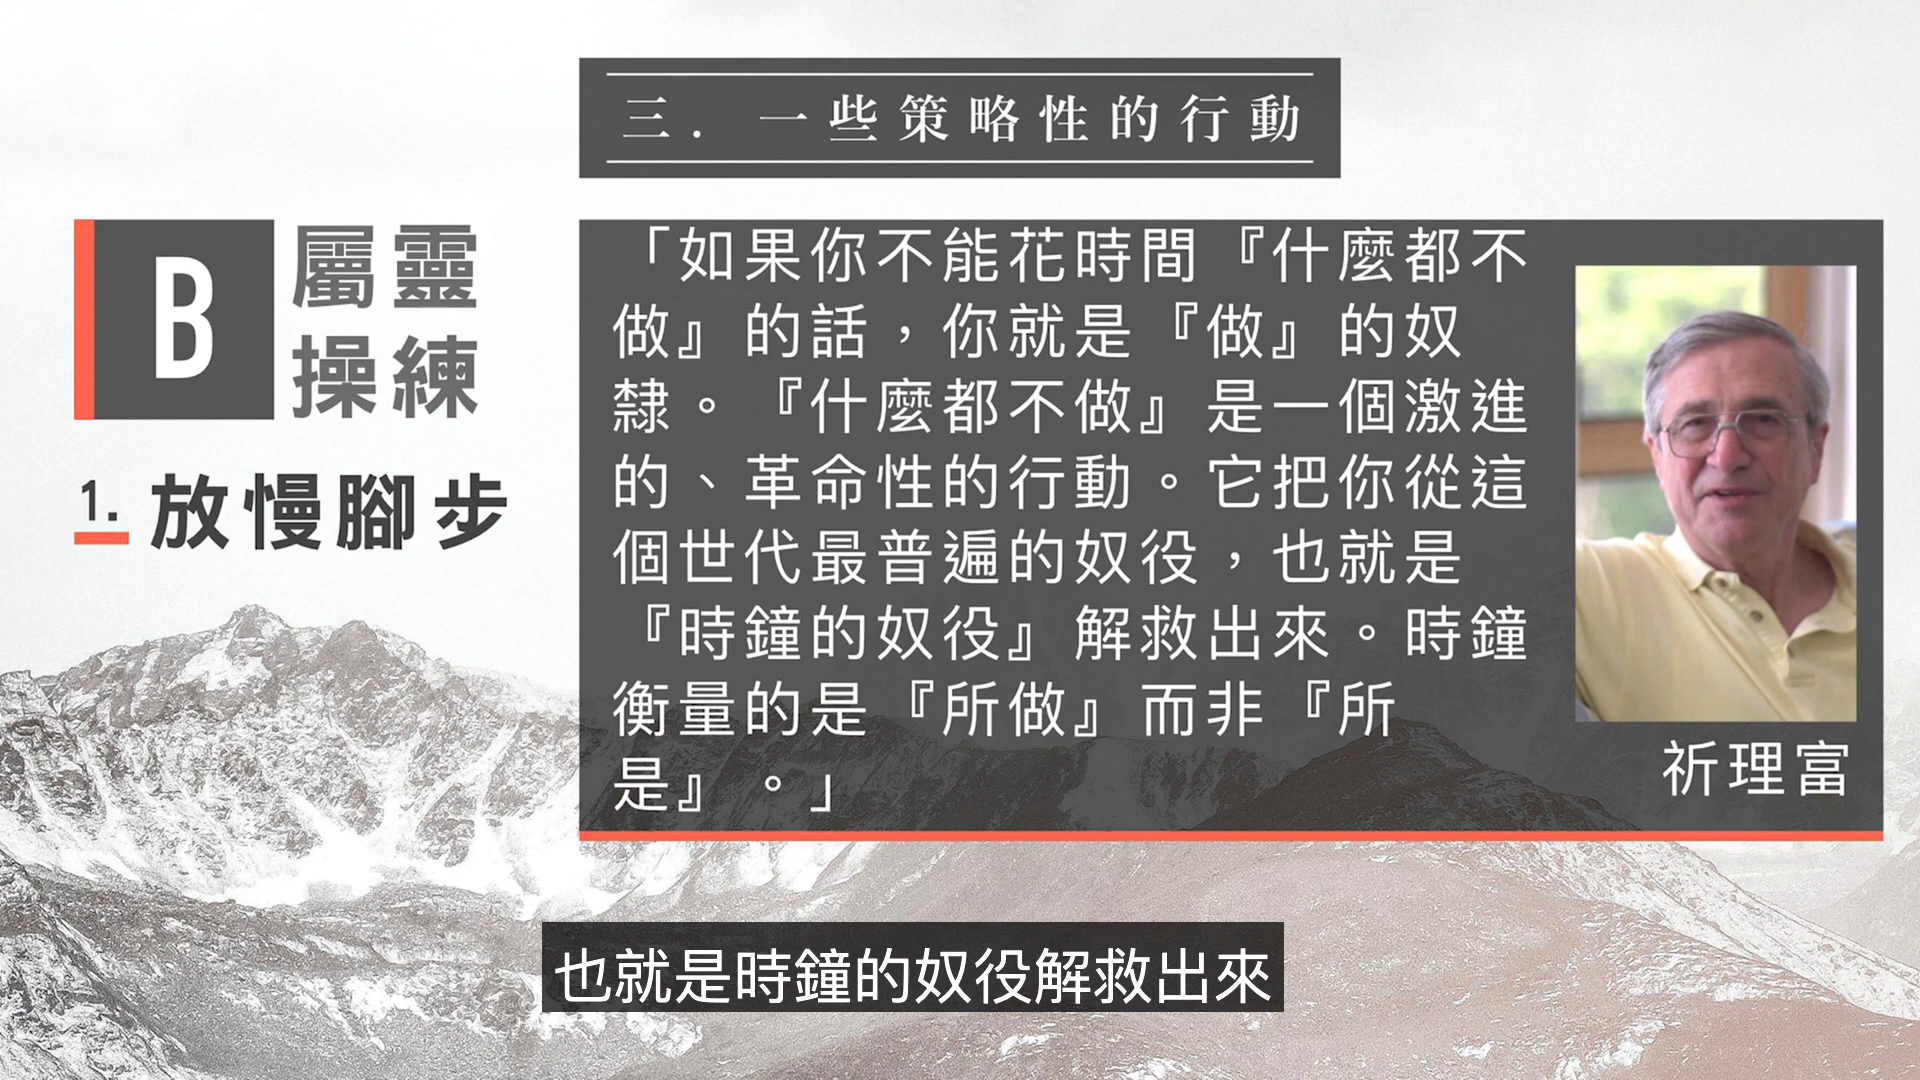 三. 一些策略性的行動
B
屬靈
操練
1. 放慢腳步
「如果你不能花時間『什麼都不
做』的話，你就是『做』的奴
隸。『什麼都不做』是一個激進
的、革命性的行動。它把你從這
個世代最普遍的奴役，也就是
『時鐘的奴役』解救出來。時鐘
衡量的是『所做』而非『所
是』。」
祈理富
也就是時鐘的奴役解救出來